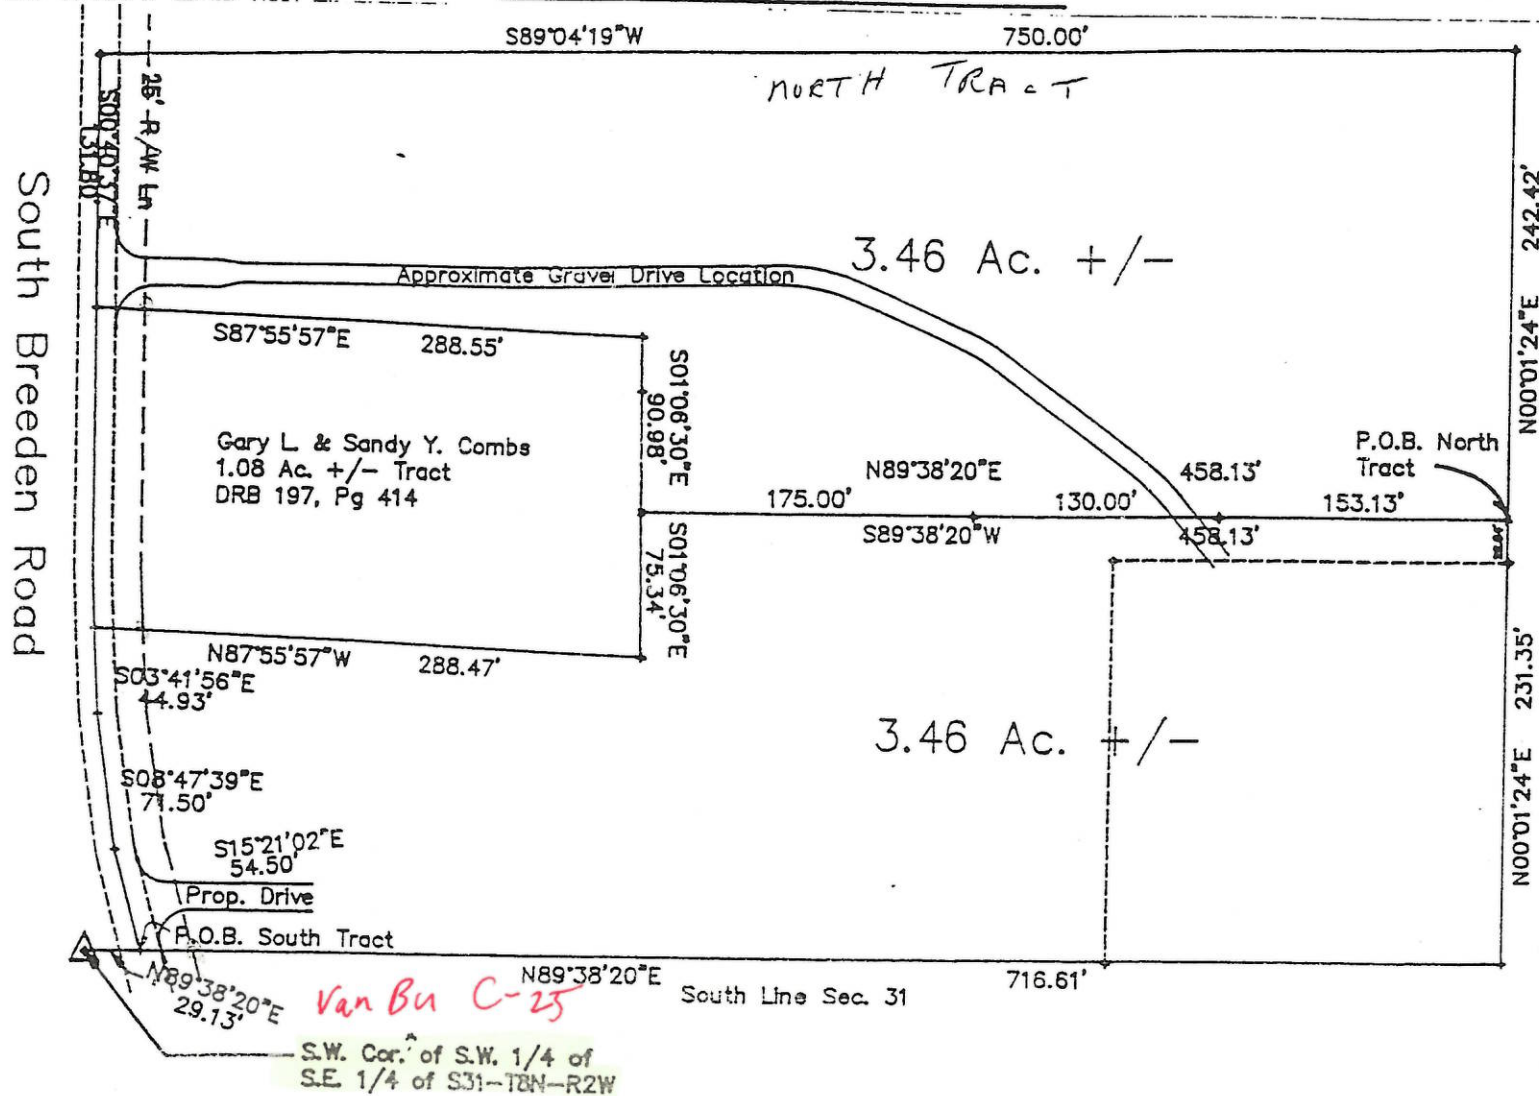 S89°04'19"W 750.00'
NORTH TRACT
25' R/W Ln
S00°40'37"E
131.80'
South Breeden Road
242.42'
N00°01'24"E
3.46 Ac. +/-
Approximate Gravel Drive Location
S87°55'57"E 288.55'
S01°06'30"E
90.98'
Gary L. & Sandy Y. Combs
1.08 Ac. +/- Tract
DRB 197, Pg 414
P.O.B. North
Tract
N89°38'20"E 458.13'
175.00' 130.00' 153.13'
S89°38'20"W 458.13'
S01°06'30"E
75.34'
N87°55'57"W 288.47'
S03°41'56"E
44.93'
231.35'
N00°01'24"E
3.46 Ac. +/-
S08°47'39"E
71.50'
S15°21'02"E
54.50'
Prop. Drive
P.O.B. South Tract
N89°38'20"E 716.61'
South Line Sec. 31
N89°38'20"E
29.13'
Van Bu C-25
S.W. Cor. of S.W. 1/4 of
S.E. 1/4 of S31-T8N-R2W